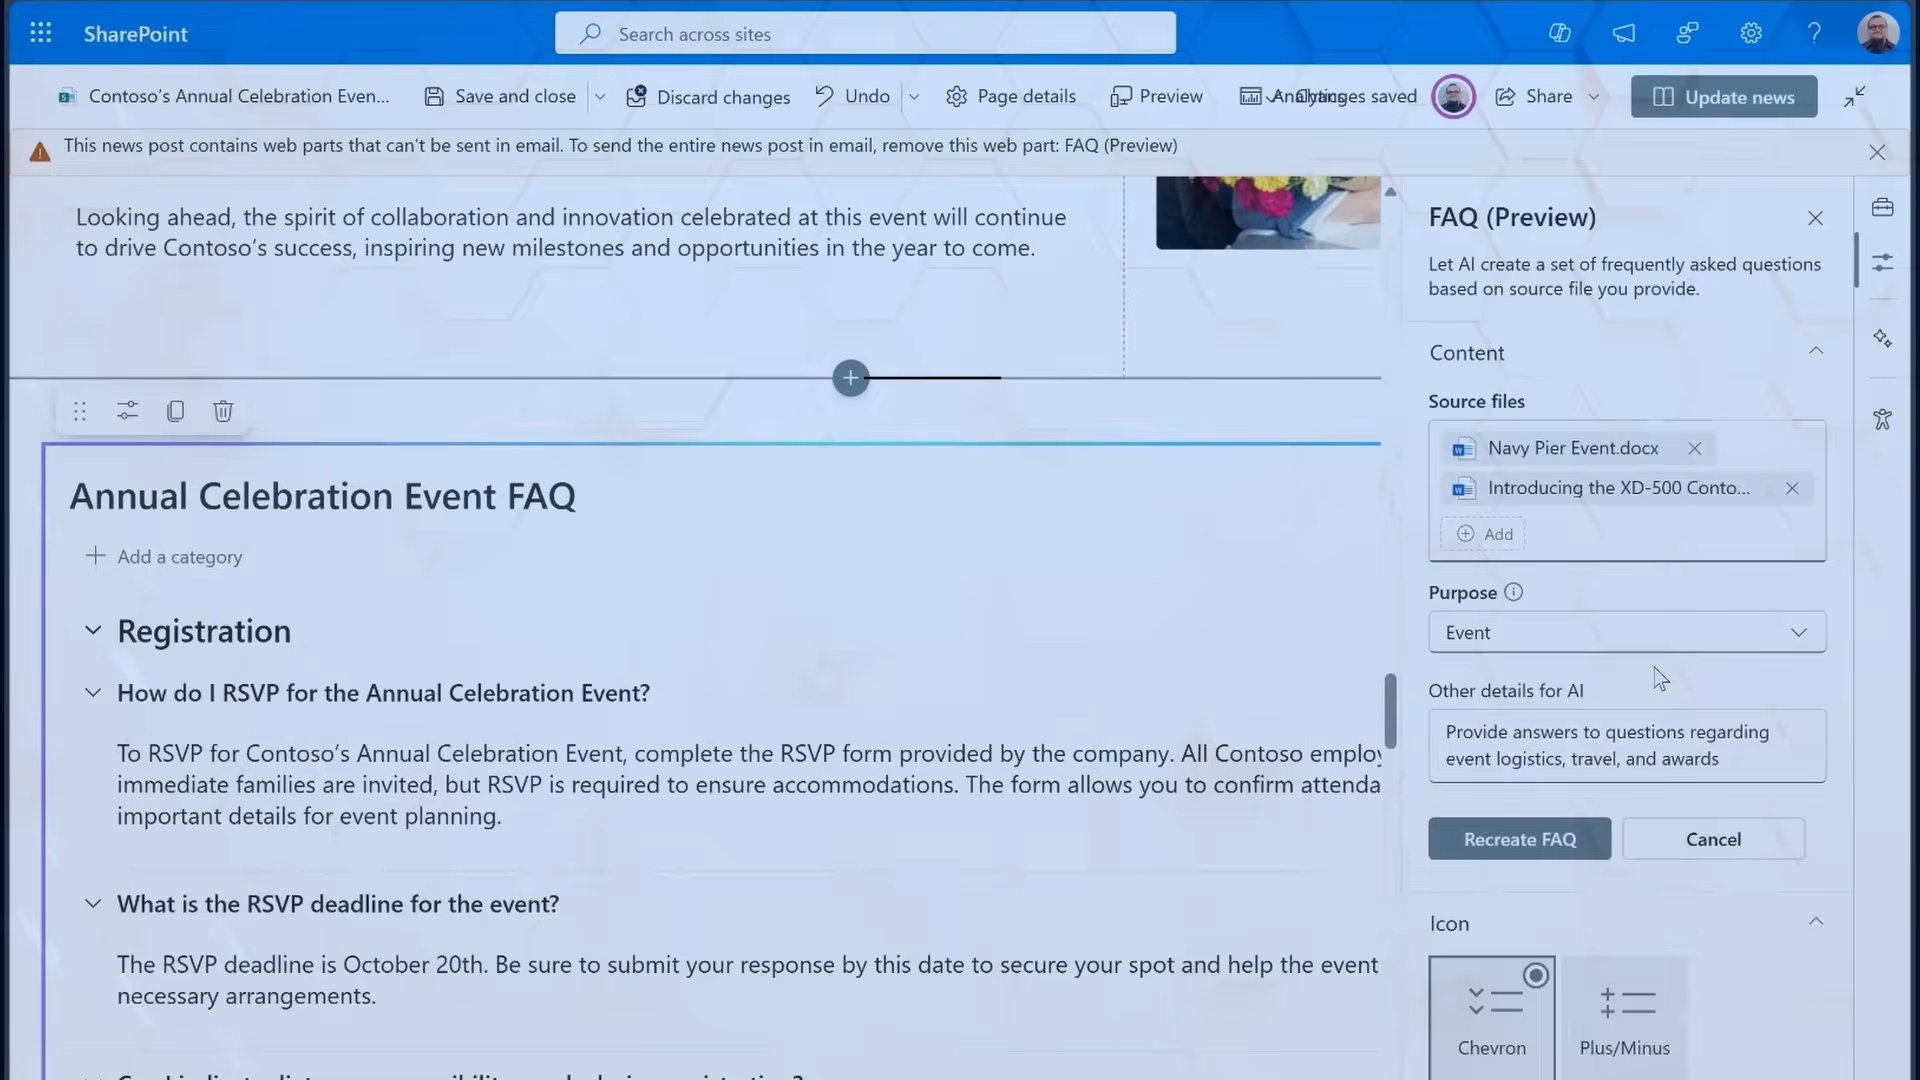 SharePoint
Search across sites
Contoso's Annual Celebration Even...
Save and close
Discard changes
Undo
Page details
Preview
Analytics
Changes saved
Share
Update news
This news post contains web parts that can't be sent in email. To send the entire news post in email, remove this web part: FAQ (Preview)
Looking ahead, the spirit of collaboration and innovation celebrated at this event will continue
to drive Contoso's success, inspiring new milestones and opportunities in the year to come.
Annual Celebration Event FAQ
Add a category
Registration
How do I RSVP for the Annual Celebration Event?
To RSVP for Contoso's Annual Celebration Event, complete the RSVP form provided by the company. All Contoso employ
immediate families are invited, but RSVP is required to ensure accommodations. The form allows you to confirm attenda
important details for event planning.
What is the RSVP deadline for the event?
The RSVP deadline is October 20th. Be sure to submit your response by this date to secure your spot and help the event
necessary arrangements.
FAQ (Preview)
Let AI create a set of frequently asked questions
based on source file you provide.
Content
Source files
Navy Pier Event.docx
Introducing the XD-500 Conto...
Add
Purpose
Event
Other details for AI
Provide answers to questions regarding
event logistics, travel, and awards
Recreate FAQ
Cancel
Icon
Chevron
Plus/Minus